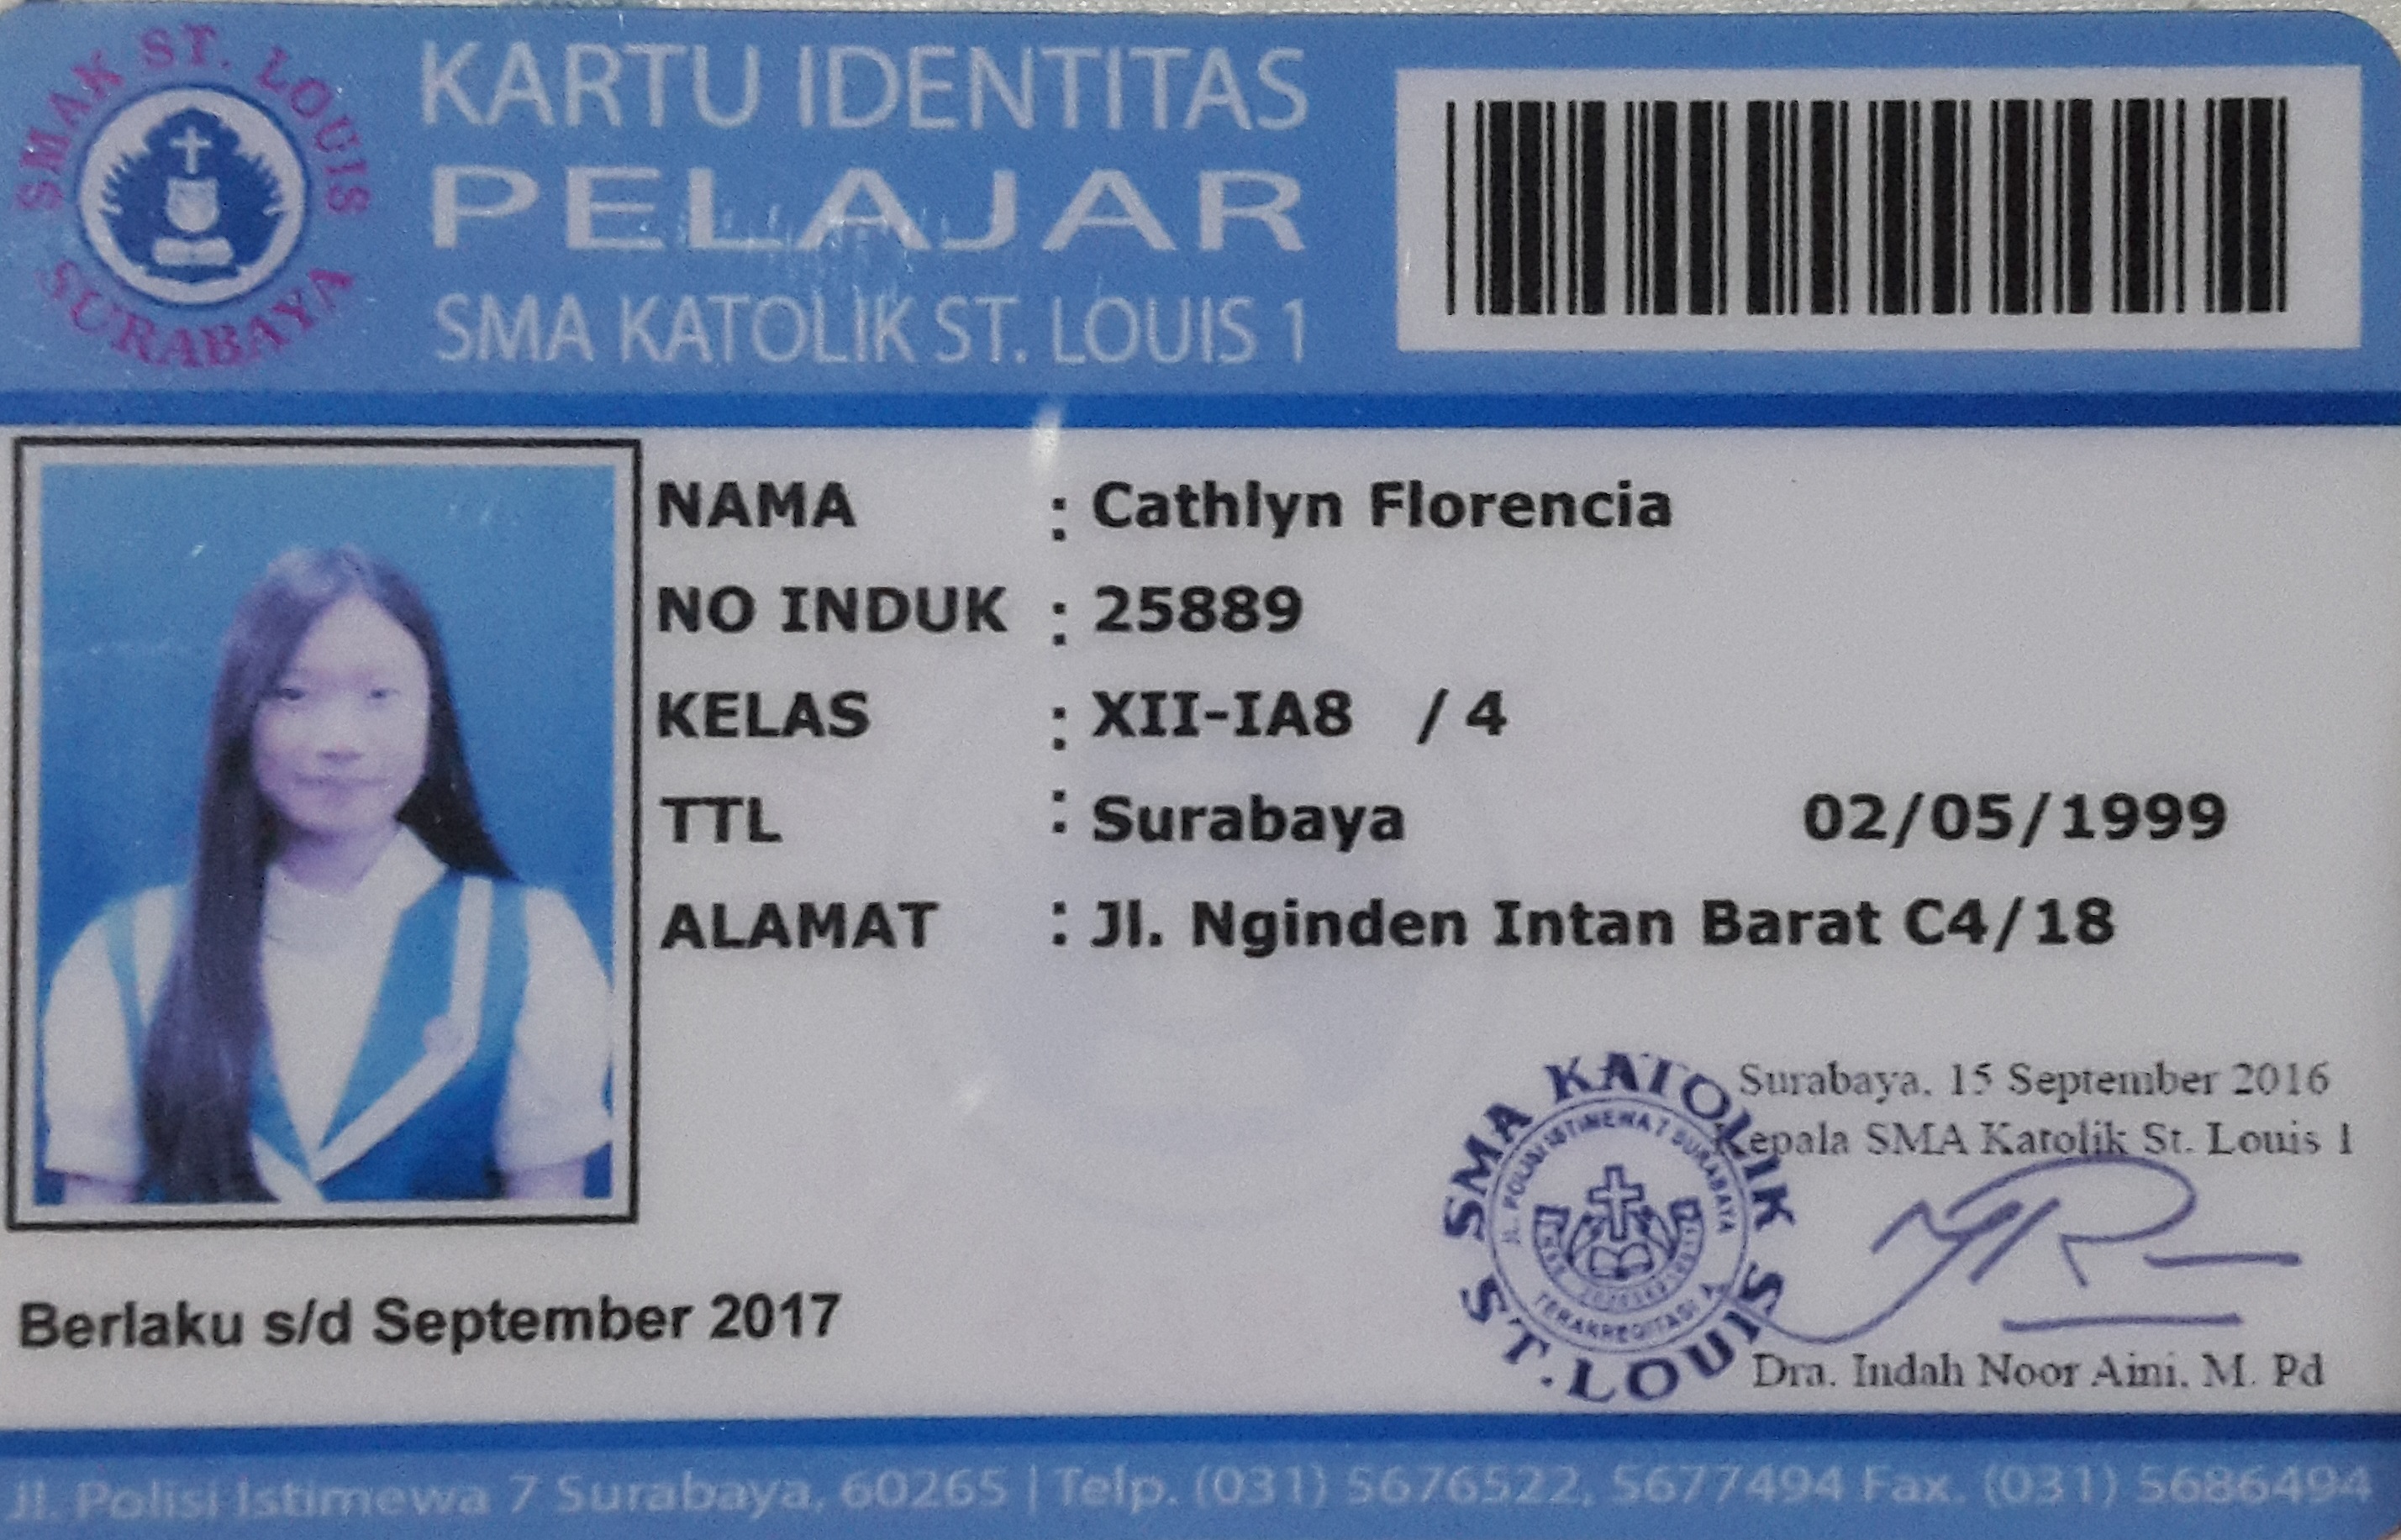 SMAK ST. LOUIS
SURABAYA
KARTU IDENTITAS
PELAJAR
SMA KATOLIK ST. LOUIS 1
NAMA : Cathlyn Florencia
NO INDUK : 25889
KELAS : XII-IA8 / 4
TTL : Surabaya 02/05/1999
ALAMAT : Jl. Nginden Intan Barat C4/18
Surabaya, 15 September 2016
Kepala SMA Katolik St. Louis 1
SMA KATOLIK
JL. POLISI ISTIMEWA 7 SURABAYA
TERAKREDITASI A
ST. LOUIS
Dra. Indah Noor Aini, M. Pd
Berlaku s/d September 2017
Jl. Polisi Istimewa 7 Surabaya, 60265 | Telp. (031) 5676522, 5677494 Fax. (031) 5686494